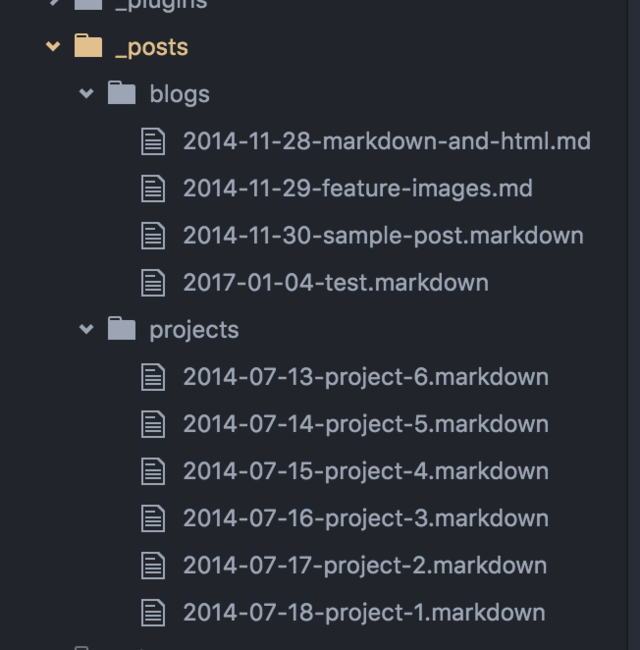 _plugins
_posts
blogs
2014-11-28-markdown-and-html.md
2014-11-29-feature-images.md
2014-11-30-sample-post.markdown
2017-01-04-test.markdown
projects
2014-07-13-project-6.markdown
2014-07-14-project-5.markdown
2014-07-15-project-4.markdown
2014-07-16-project-3.markdown
2014-07-17-project-2.markdown
2014-07-18-project-1.markdown